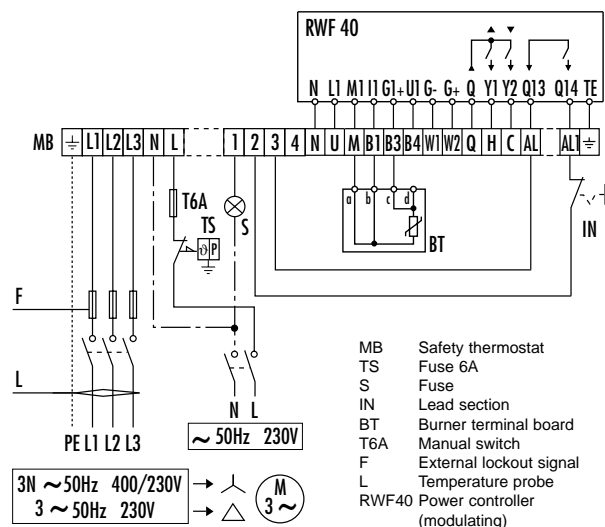 RWF 40
N L1 M1 I1 G1+ U1 G- G+ Q Y1 Y2 Q13 Q14 TE
MB L1 L2 L3 N L 1 2 3 4 N U M B1 B3 B4 W1 W2 Q H C AL AL1
T6A
TS
ϑ P
S
a b c d
BT
IN
F
L
N L
PE L1 L2 L3
~ 50Hz 230V
3N ~ 50Hz 400/230V
3 ~ 50Hz 230V
M
3 ~
MB Safety thermostat
TS Fuse 6A
S Fuse
IN Lead section
BT Burner terminal board
T6A Manual switch
F External lockout signal
L Temperature probe
RWF40 Power controller
(modulating)